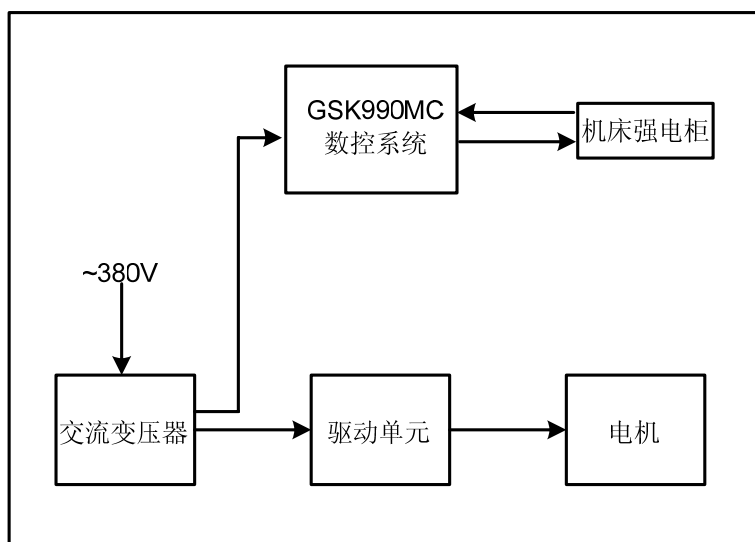 GSK990MC
数控系统
机床强电柜
~380V
交流变压器
驱动单元
电机